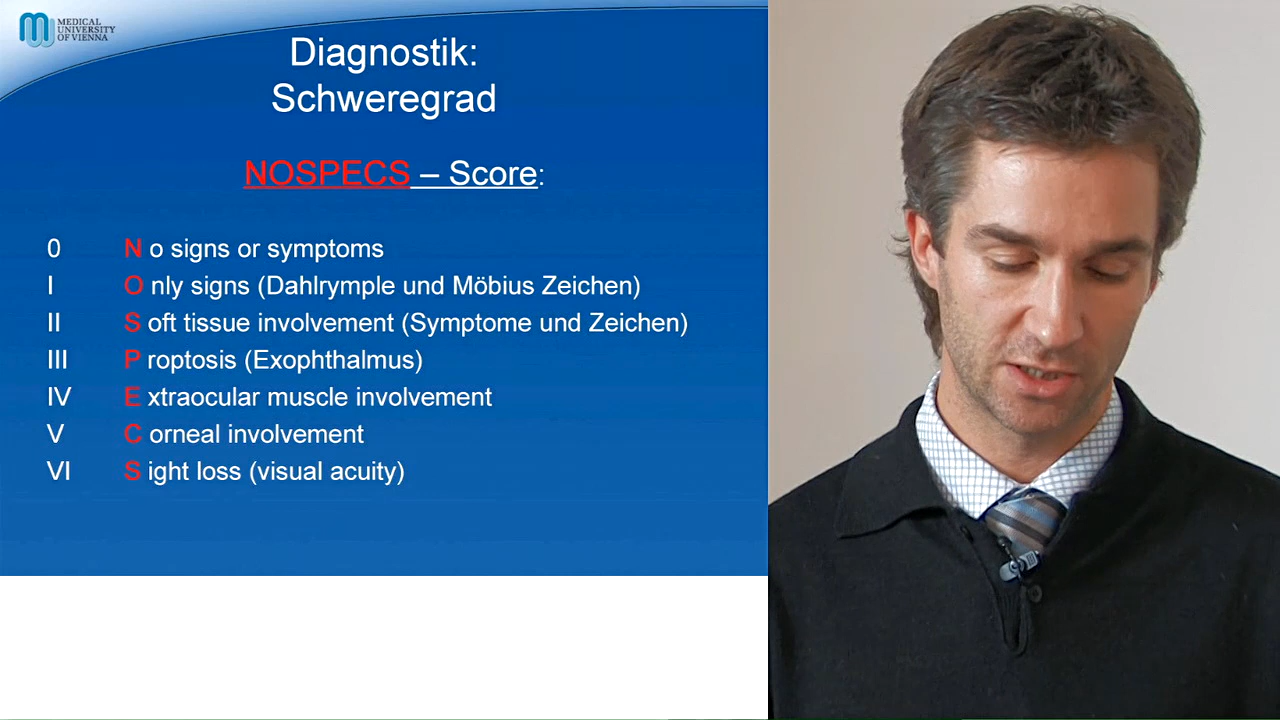 MEDICAL
UNIVERSITY
OF VIENNA
Diagnostik:
Schweregrad
NOSPECS – Score:
0 N o signs or symptoms
I O nly signs (Dahlrymple und Möbius Zeichen)
II S oft tissue involvement (Symptome und Zeichen)
III P roptosis (Exophthalmus)
IV E xtraocular muscle involvement
V C orneal involvement
VI S ight loss (visual acuity)